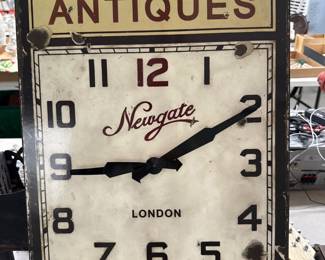 ANTIQUES
11 12 1
10 2
Newgate
9 3
LONDON
8 4
7 6 5